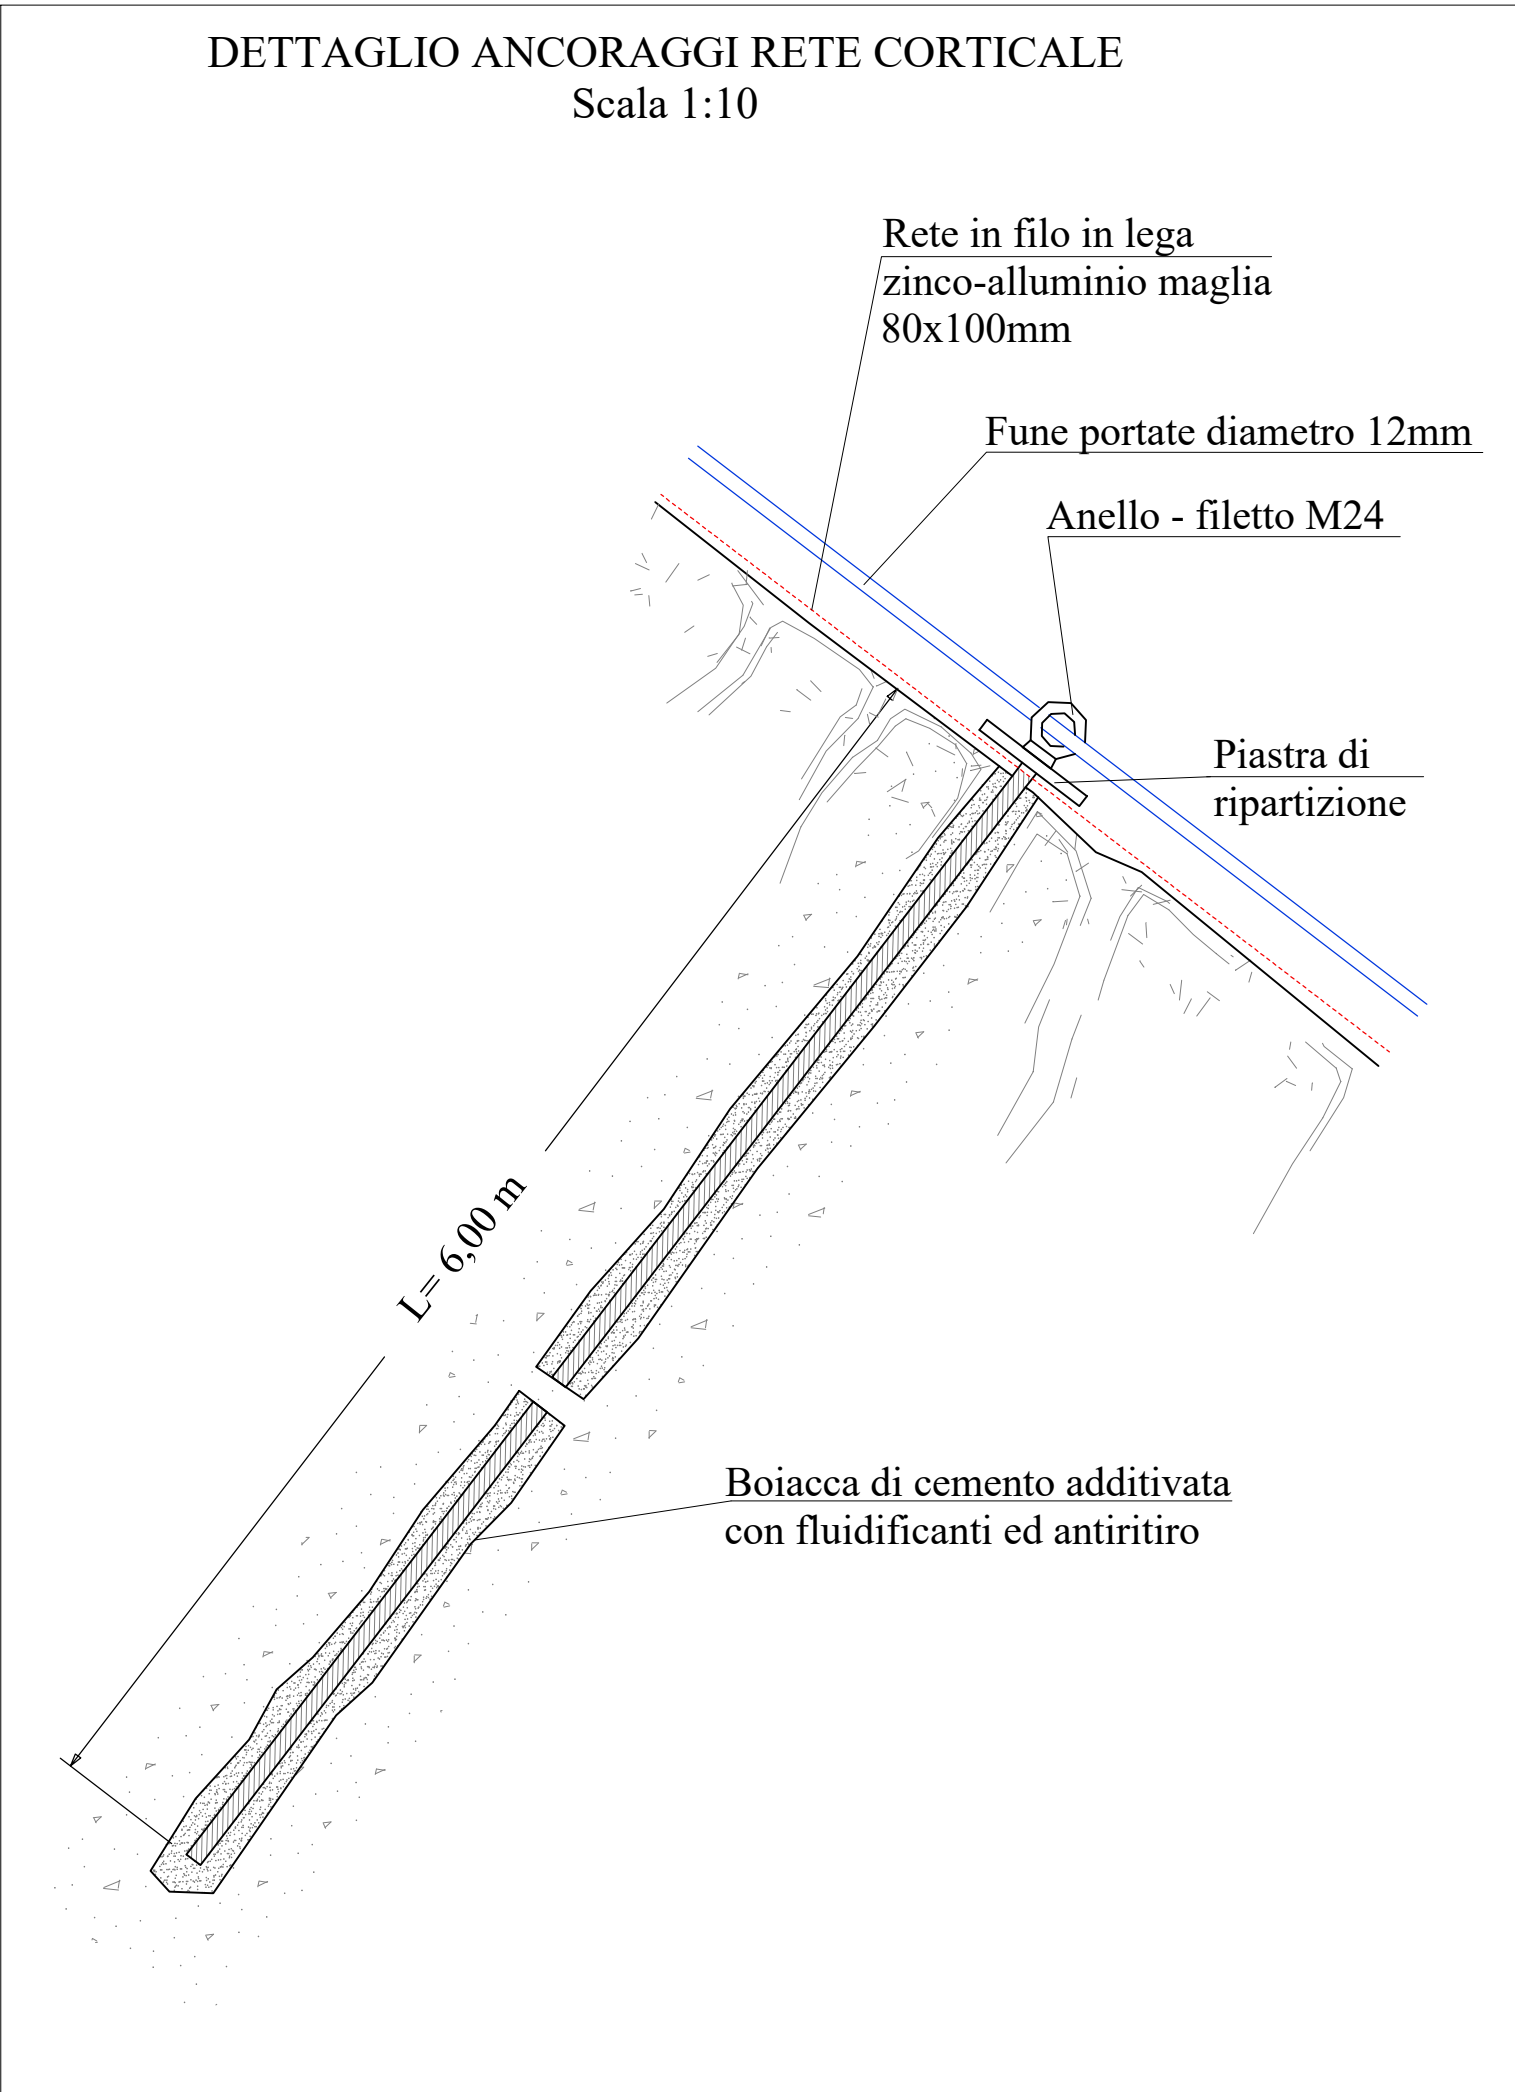 DETTAGLIO ANCORAGGI RETE CORTICALE
Scala 1:10
Rete in filo in lega
zinco-alluminio maglia
80x100mm
Fune portate diametro 12mm
Anello - filetto M24
Piastra di
ripartizione
L= 6,00 m
Boiacca di cemento additivata
con fluidificanti ed antiritiro